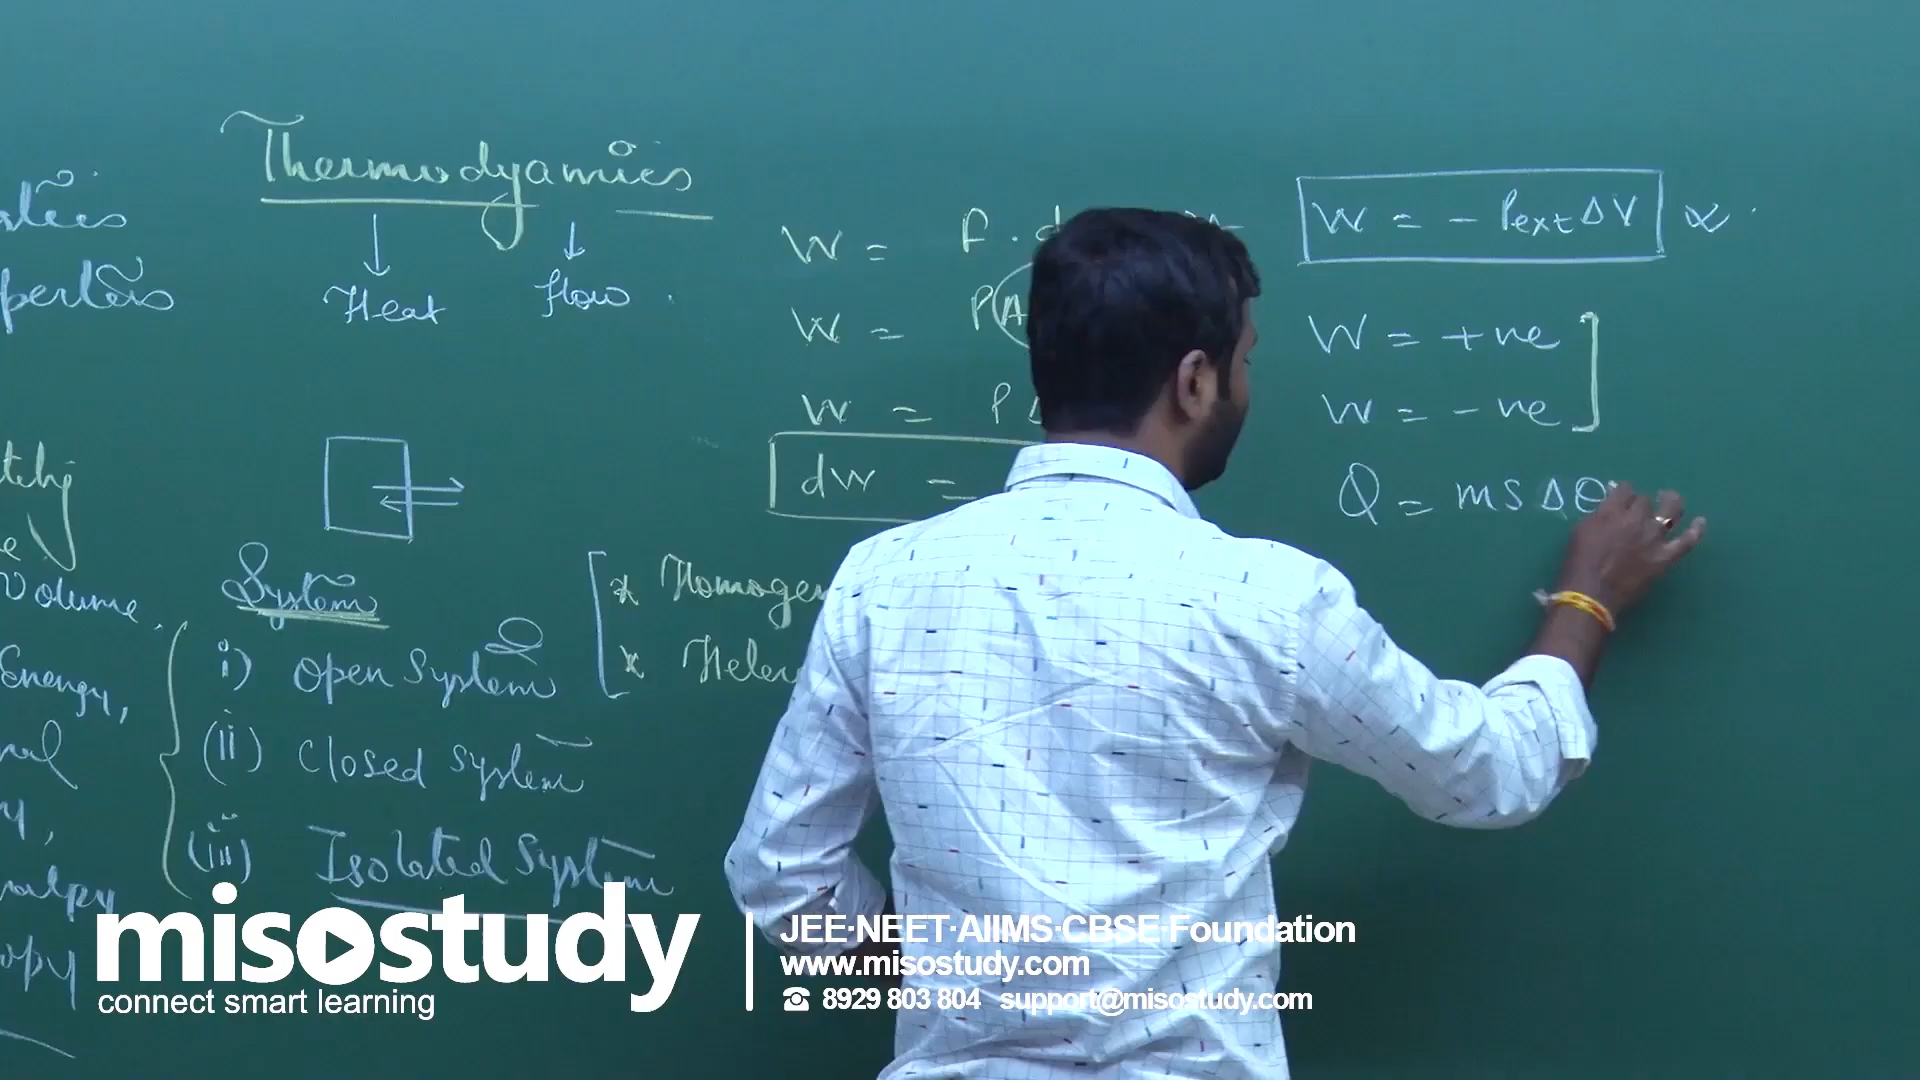 Thermodyamics
Heat
flow
Volume
Energy,
System
i) Open System
(ii) Closed System
(iii) Isolated System
W =
W =
W =
dW =
* Homogen
W = - Pext ΔV
W = +ve
W = -ve
Q = ms Δθ
misostudy
connect smart learning
JEE·NEET·AIIMS·CBSE·Foundation
www.misostudy.com
☎ 8929 803 804 support@misostudy.com